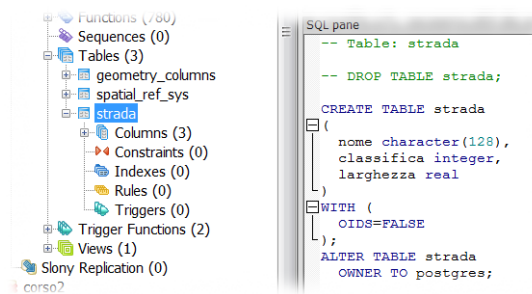 Functions (780)
Sequences (0)
Tables (3)
geometry_columns
spatial_ref_sys
strada
Columns (3)
Constraints (0)
Indexes (0)
Rules (0)
Triggers (0)
Trigger Functions (2)
Views (1)
Slony Replication (0)
corso2
SQL pane
-- Table: strada
-- DROP TABLE strada;
CREATE TABLE strada
(
nome character(128),
classifica integer,
larghezza real
)
WITH (
OIDS=FALSE
);
ALTER TABLE strada
OWNER TO postgres;